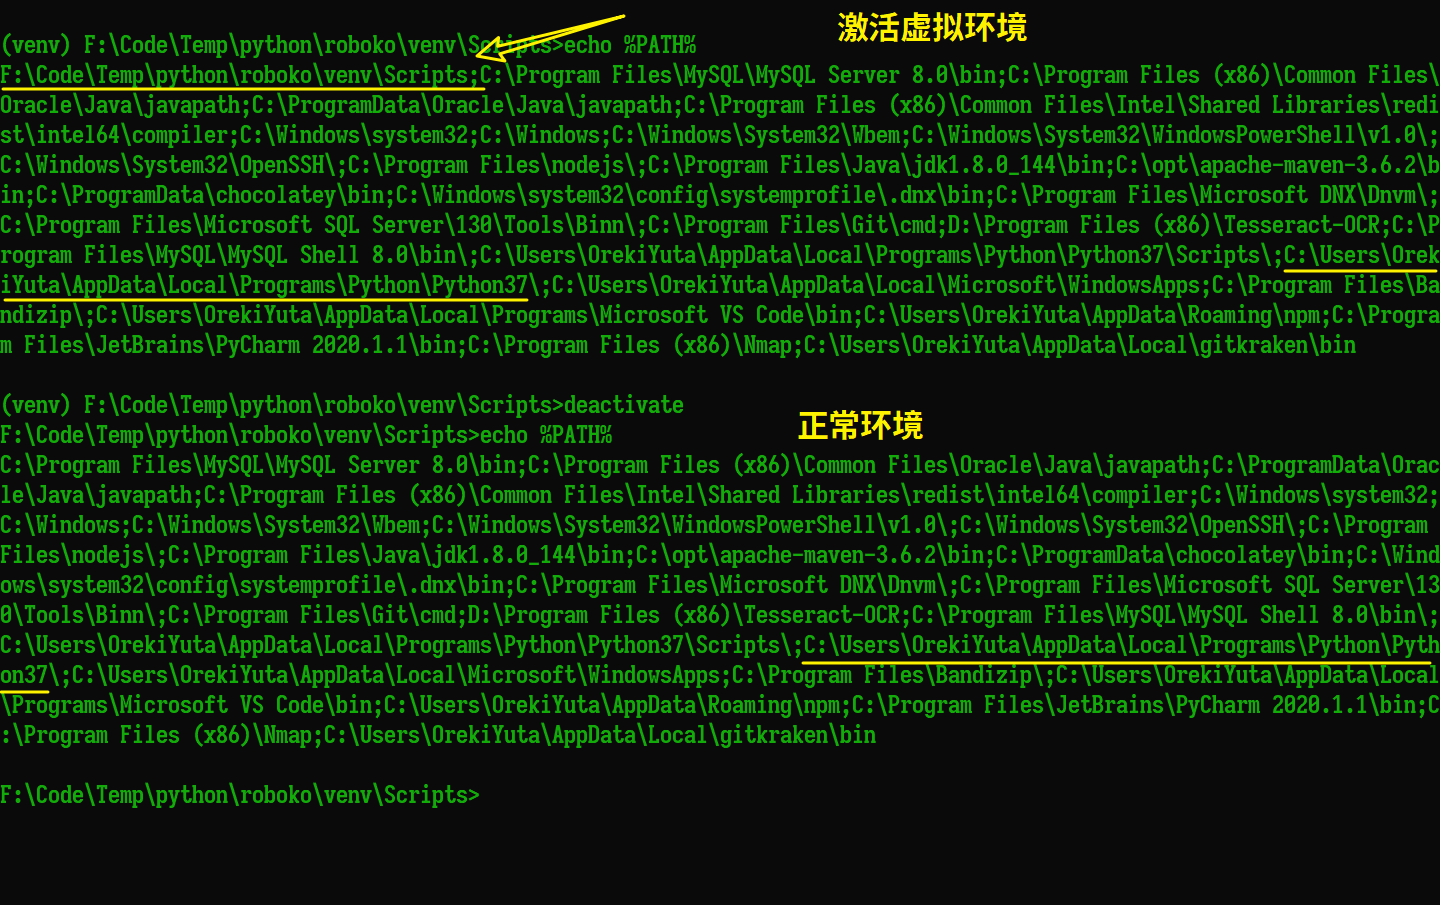 激活虚拟环境
(venv) F:\Code\Temp\python\roboko\venv\Scripts>echo %PATH%
F:\Code\Temp\python\roboko\venv\Scripts;C:\Program Files\MySQL\MySQL Server 8.0\bin;C:\Program Files (x86)\Common Files\
Oracle\Java\javapath;C:\ProgramData\Oracle\Java\javapath;C:\Program Files (x86)\Common Files\Intel\Shared Libraries\redi
st\intel64\compiler;C:\Windows\system32;C:\Windows;C:\Windows\System32\Wbem;C:\Windows\System32\WindowsPowerShell\v1.0\;
C:\Windows\System32\OpenSSH\;C:\Program Files\nodejs\;C:\Program Files\Java\jdk1.8.0_144\bin;C:\opt\apache-maven-3.6.2\b
in;C:\ProgramData\chocolatey\bin;C:\Windows\system32\config\systemprofile\.dnx\bin;C:\Program Files\Microsoft DNX\Dnvm\;
C:\Program Files\Microsoft SQL Server\130\Tools\Binn\;C:\Program Files\Git\cmd;D:\Program Files (x86)\Tesseract-OCR;C:\P
rogram Files\MySQL\MySQL Shell 8.0\bin\;C:\Users\OrekiYuta\AppData\Local\Programs\Python\Python37\Scripts\;C:\Users\Orek
iYuta\AppData\Local\Programs\Python\Python37\;C:\Users\OrekiYuta\AppData\Local\Microsoft\WindowsApps;C:\Program Files\Ba
ndizip\;C:\Users\OrekiYuta\AppData\Local\Programs\Microsoft VS Code\bin;C:\Users\OrekiYuta\AppData\Roaming\npm;C:\Progra
m Files\JetBrains\PyCharm 2020.1.1\bin;C:\Program Files (x86)\Nmap;C:\Users\OrekiYuta\AppData\Local\gitkraken\bin
(venv) F:\Code\Temp\python\roboko\venv\Scripts>deactivate
正常环境
F:\Code\Temp\python\roboko\venv\Scripts>echo %PATH%
C:\Program Files\MySQL\MySQL Server 8.0\bin;C:\Program Files (x86)\Common Files\Oracle\Java\javapath;C:\ProgramData\Orac
le\Java\javapath;C:\Program Files (x86)\Common Files\Intel\Shared Libraries\redist\intel64\compiler;C:\Windows\system32;
C:\Windows;C:\Windows\System32\Wbem;C:\Windows\System32\WindowsPowerShell\v1.0\;C:\Windows\System32\OpenSSH\;C:\Program
Files\nodejs\;C:\Program Files\Java\jdk1.8.0_144\bin;C:\opt\apache-maven-3.6.2\bin;C:\ProgramData\chocolatey\bin;C:\Wind
ows\system32\config\systemprofile\.dnx\bin;C:\Program Files\Microsoft DNX\Dnvm\;C:\Program Files\Microsoft SQL Server\13
0\Tools\Binn\;C:\Program Files\Git\cmd;D:\Program Files (x86)\Tesseract-OCR;C:\Program Files\MySQL\MySQL Shell 8.0\bin\;
C:\Users\OrekiYuta\AppData\Local\Programs\Python\Python37\Scripts\;C:\Users\OrekiYuta\AppData\Local\Programs\Python\Pyth
on37\;C:\Users\OrekiYuta\AppData\Local\Microsoft\WindowsApps;C:\Program Files\Bandizip\;C:\Users\OrekiYuta\AppData\Local
\Programs\Microsoft VS Code\bin;C:\Users\OrekiYuta\AppData\Roaming\npm;C:\Program Files\JetBrains\PyCharm 2020.1.1\bin;C
:\Program Files (x86)\Nmap;C:\Users\OrekiYuta\AppData\Local\gitkraken\bin
F:\Code\Temp\python\roboko\venv\Scripts>